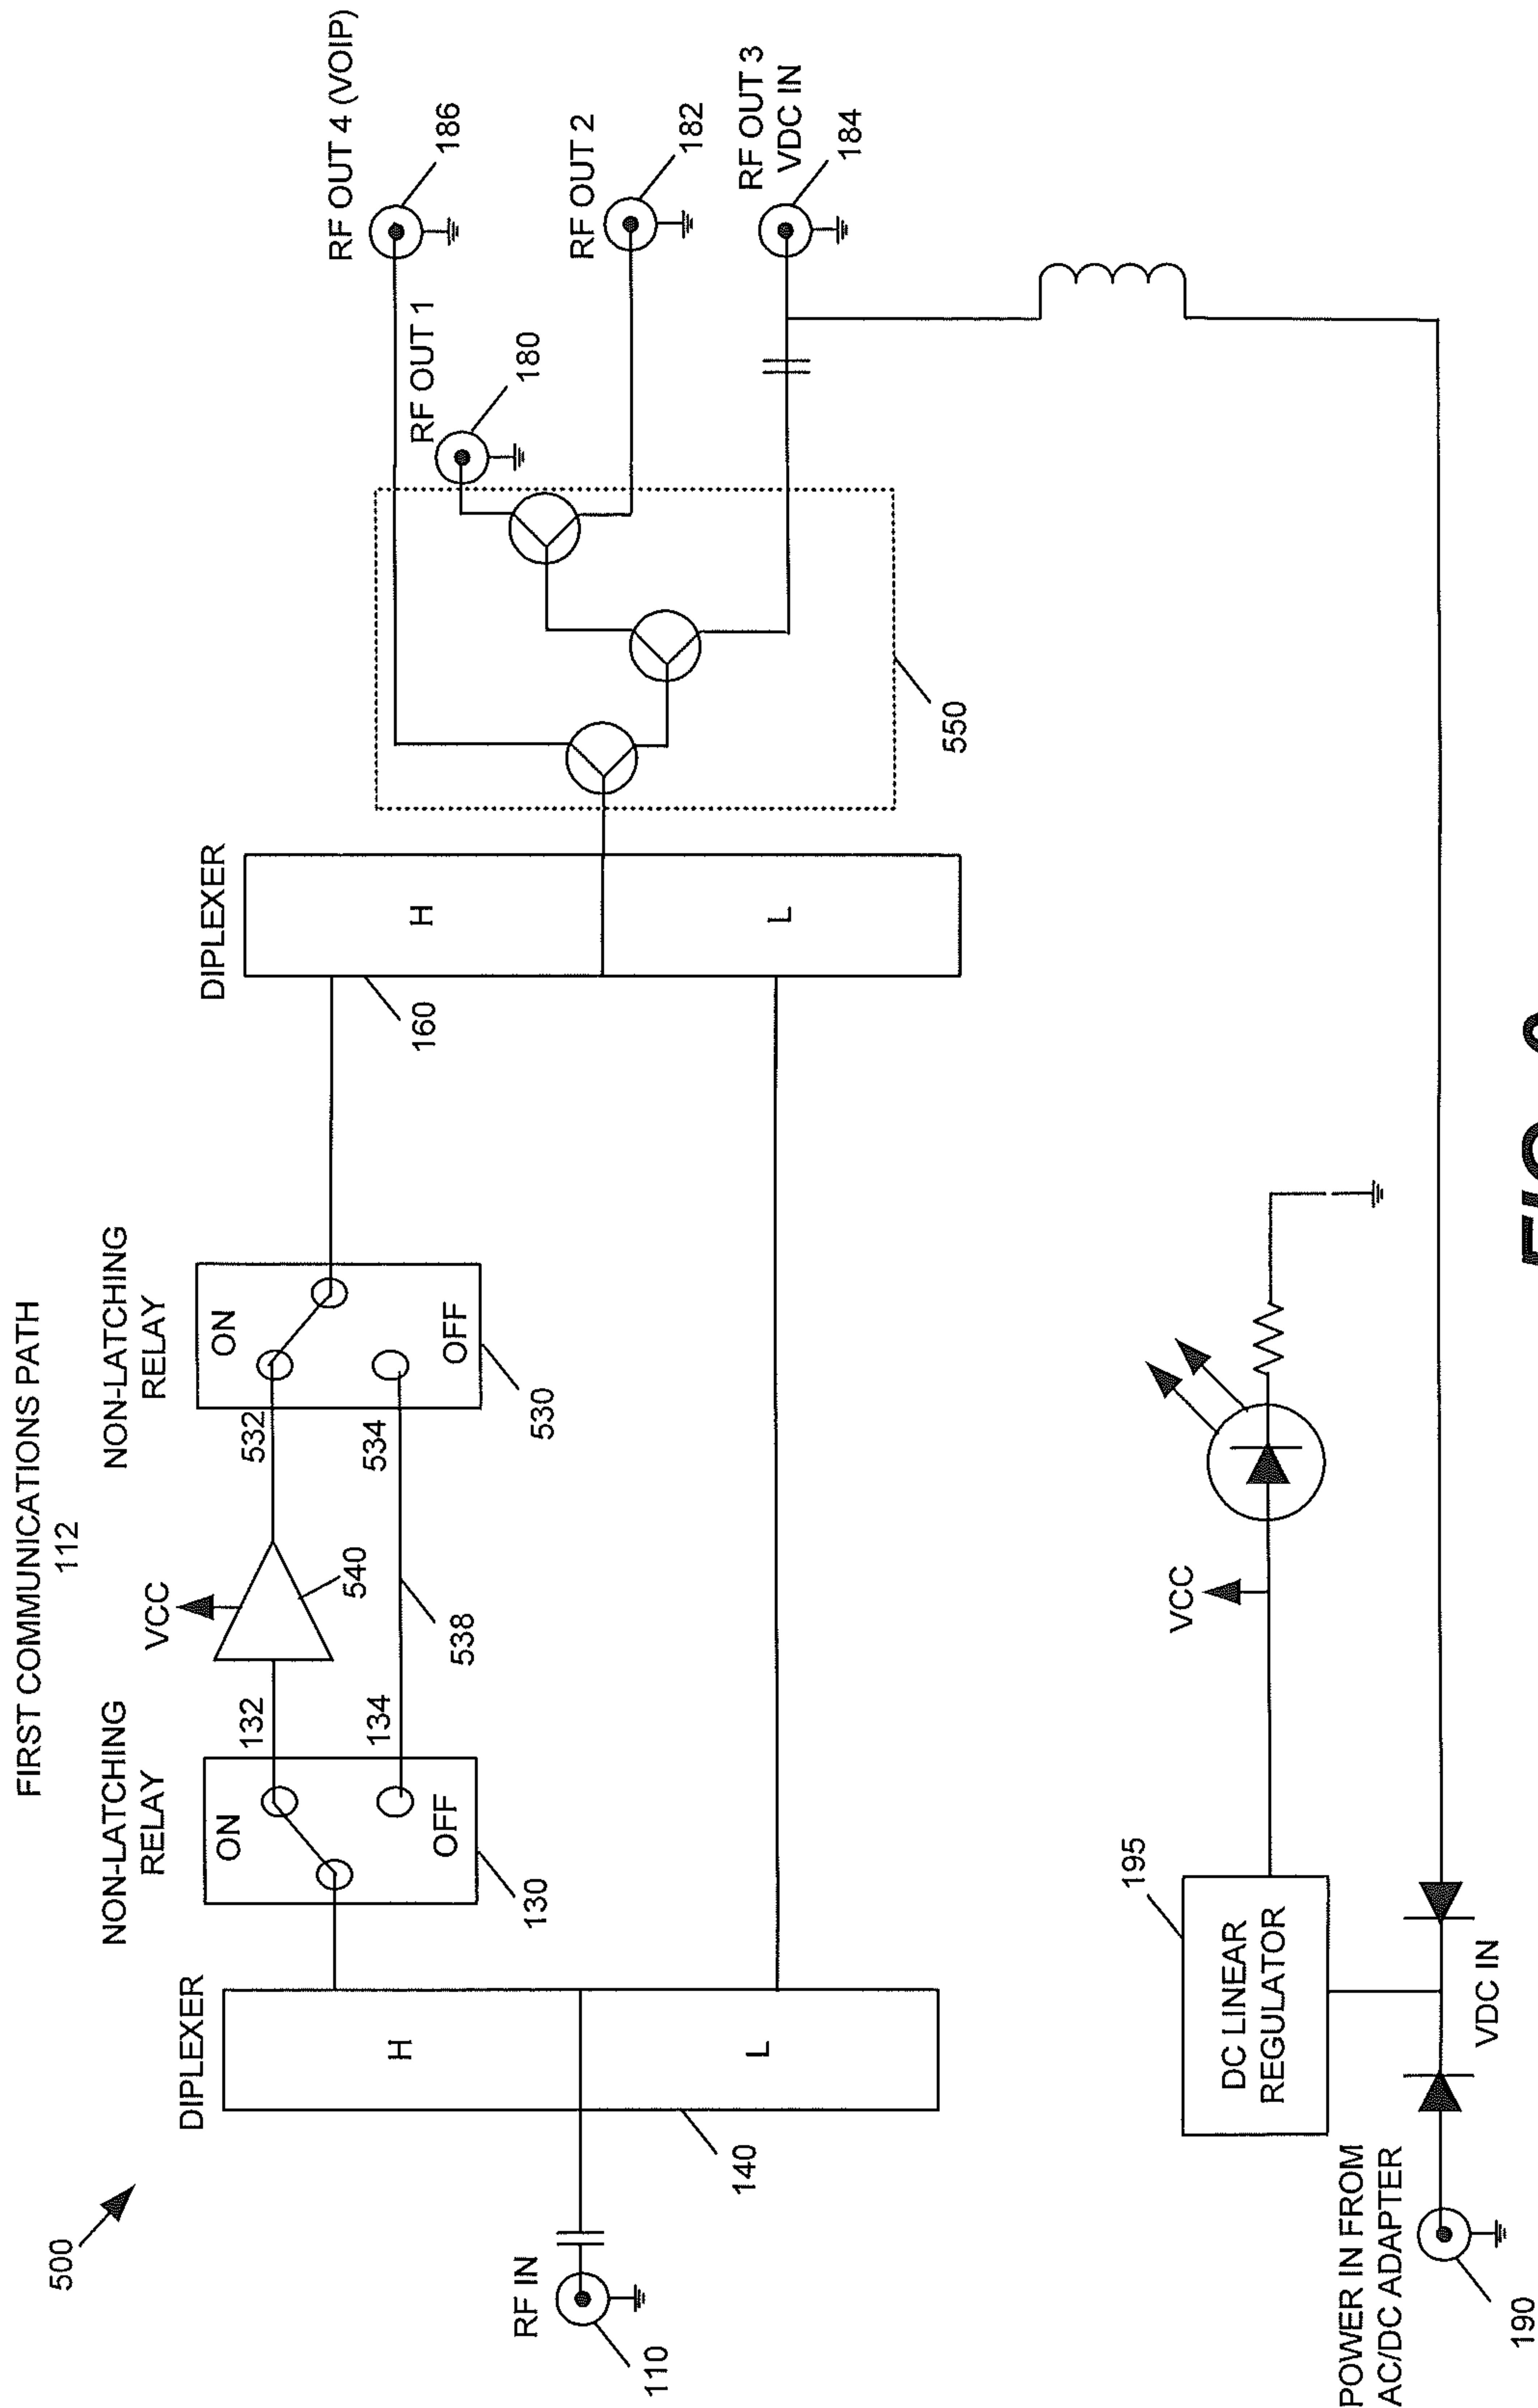 FIRST COMMUNICATIONS PATH
112
500
NON-LATCHING
RELAY
NON-LATCHING
RELAY
VCC
DIPLEXER
ON
OFF
132
134
130
540
538
532
534
ON
OFF
530
DIPLEXER
H
L
140
RF IN
110
H
L
160
550
RF OUT 4 (VOIP)
186
RF OUT 1
180
RF OUT 2
182
RF OUT 3
VDC IN
184
195
DC LINEAR
REGULATOR
VCC
POWER IN FROM
AC/DC ADAPTER
VDC IN
190